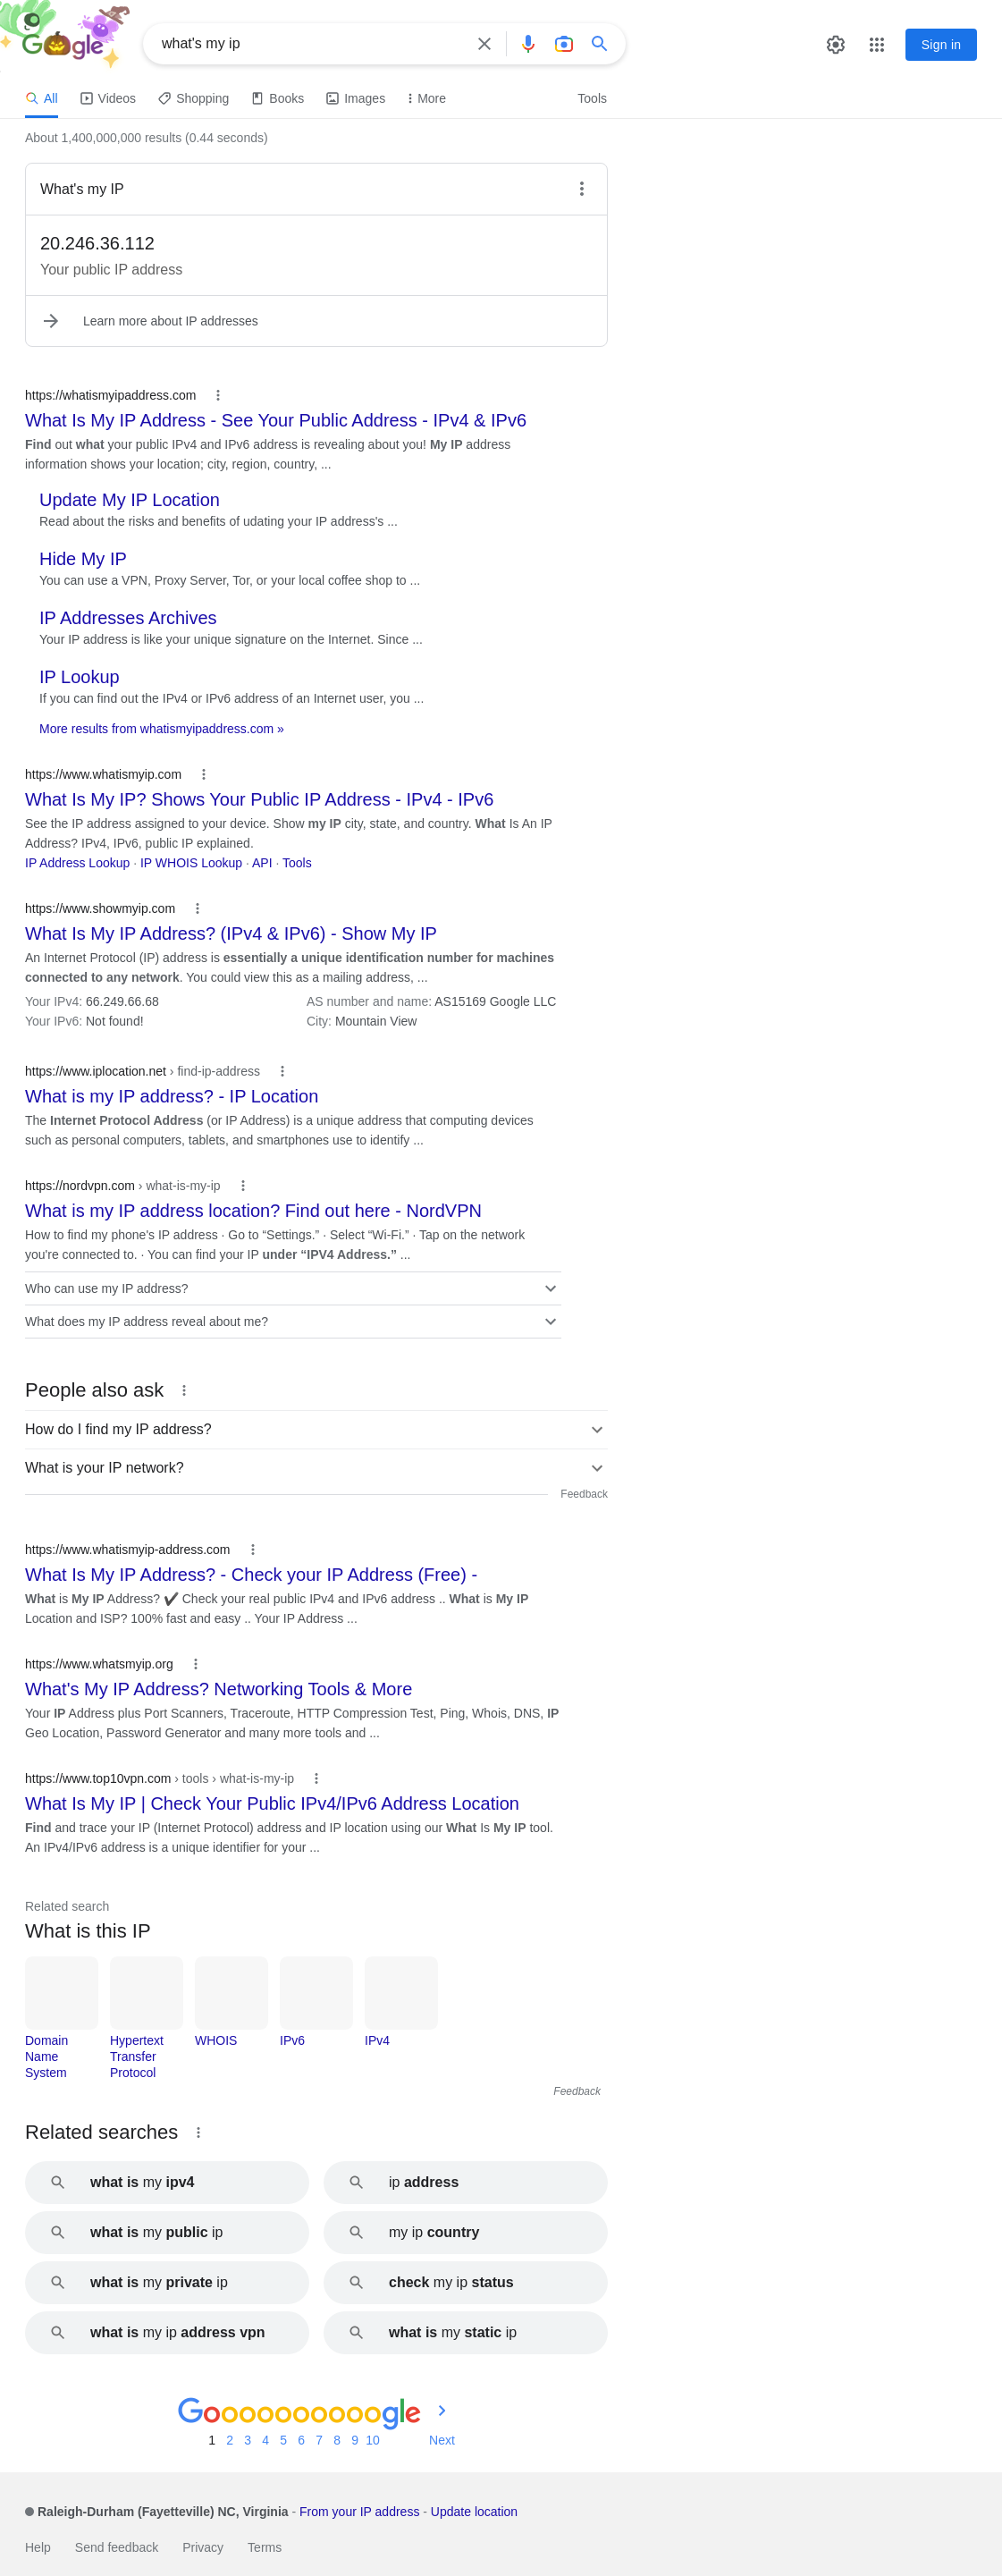 Google
what's my ip
Sign in
All
Videos
Shopping
Books
Images
More
Tools
About 1,400,000,000 results (0.44 seconds)
What's my IP
20.246.36.112
Your public IP address
Learn more about IP addresses
https://whatismyipaddress.com
What Is My IP Address - See Your Public Address - IPv4 & IPv6
Find out what your public IPv4 and IPv6 address is revealing about you! My IP address
information shows your location; city, region, country, ...
Update My IP Location
Read about the risks and benefits of udating your IP address's ...
Hide My IP
You can use a VPN, Proxy Server, Tor, or your local coffee shop to ...
IP Addresses Archives
Your IP address is like your unique signature on the Internet. Since ...
IP Lookup
If you can find out the IPv4 or IPv6 address of an Internet user, you ...
More results from whatismyipaddress.com »
https://www.whatismyip.com
What Is My IP? Shows Your Public IP Address - IPv4 - IPv6
See the IP address assigned to your device. Show my IP city, state, and country. What Is An IP
Address? IPv4, IPv6, public IP explained.
IP Address Lookup · IP WHOIS Lookup · API · Tools
https://www.showmyip.com
What Is My IP Address? (IPv4 & IPv6) - Show My IP
An Internet Protocol (IP) address is essentially a unique identification number for machines
connected to any network. You could view this as a mailing address, ...
Your IPv4: 66.249.66.68
AS number and name: AS15169 Google LLC
Your IPv6: Not found!
City: Mountain View
https://www.iplocation.net › find-ip-address
What is my IP address? - IP Location
The Internet Protocol Address (or IP Address) is a unique address that computing devices
such as personal computers, tablets, and smartphones use to identify ...
https://nordvpn.com › what-is-my-ip
What is my IP address location? Find out here - NordVPN
How to find my phone's IP address · Go to “Settings.” · Select “Wi-Fi.” · Tap on the network
you're connected to. · You can find your IP under “IPV4 Address.” ...
Who can use my IP address?
What does my IP address reveal about me?
People also ask
How do I find my IP address?
What is your IP network?
Feedback
https://www.whatismyip-address.com
What Is My IP Address? - Check your IP Address (Free) -
What is My IP Address? ✔️ Check your real public IPv4 and IPv6 address .. What is My IP
Location and ISP? 100% fast and easy .. Your IP Address ...
https://www.whatsmyip.org
What's My IP Address? Networking Tools & More
Your IP Address plus Port Scanners, Traceroute, HTTP Compression Test, Ping, Whois, DNS, IP
Geo Location, Password Generator and many more tools and ...
https://www.top10vpn.com › tools › what-is-my-ip
What Is My IP | Check Your Public IPv4/IPv6 Address Location
Find and trace your IP (Internet Protocol) address and IP location using our What Is My IP tool.
An IPv4/IPv6 address is a unique identifier for your ...
Related search
What is this IP
Domain
Name
System
Hypertext
Transfer
Protocol
WHOIS
IPv6
IPv4
Feedback
Related searches
what is my ipv4
ip address
what is my public ip
my ip country
what is my private ip
check my ip status
what is my ip address vpn
what is my static ip
Goooooooooogle
1 2 3 4 5 6 7 8 9 10 Next
Raleigh-Durham (Fayetteville) NC, Virginia - From your IP address - Update location
Help Send feedback Privacy Terms